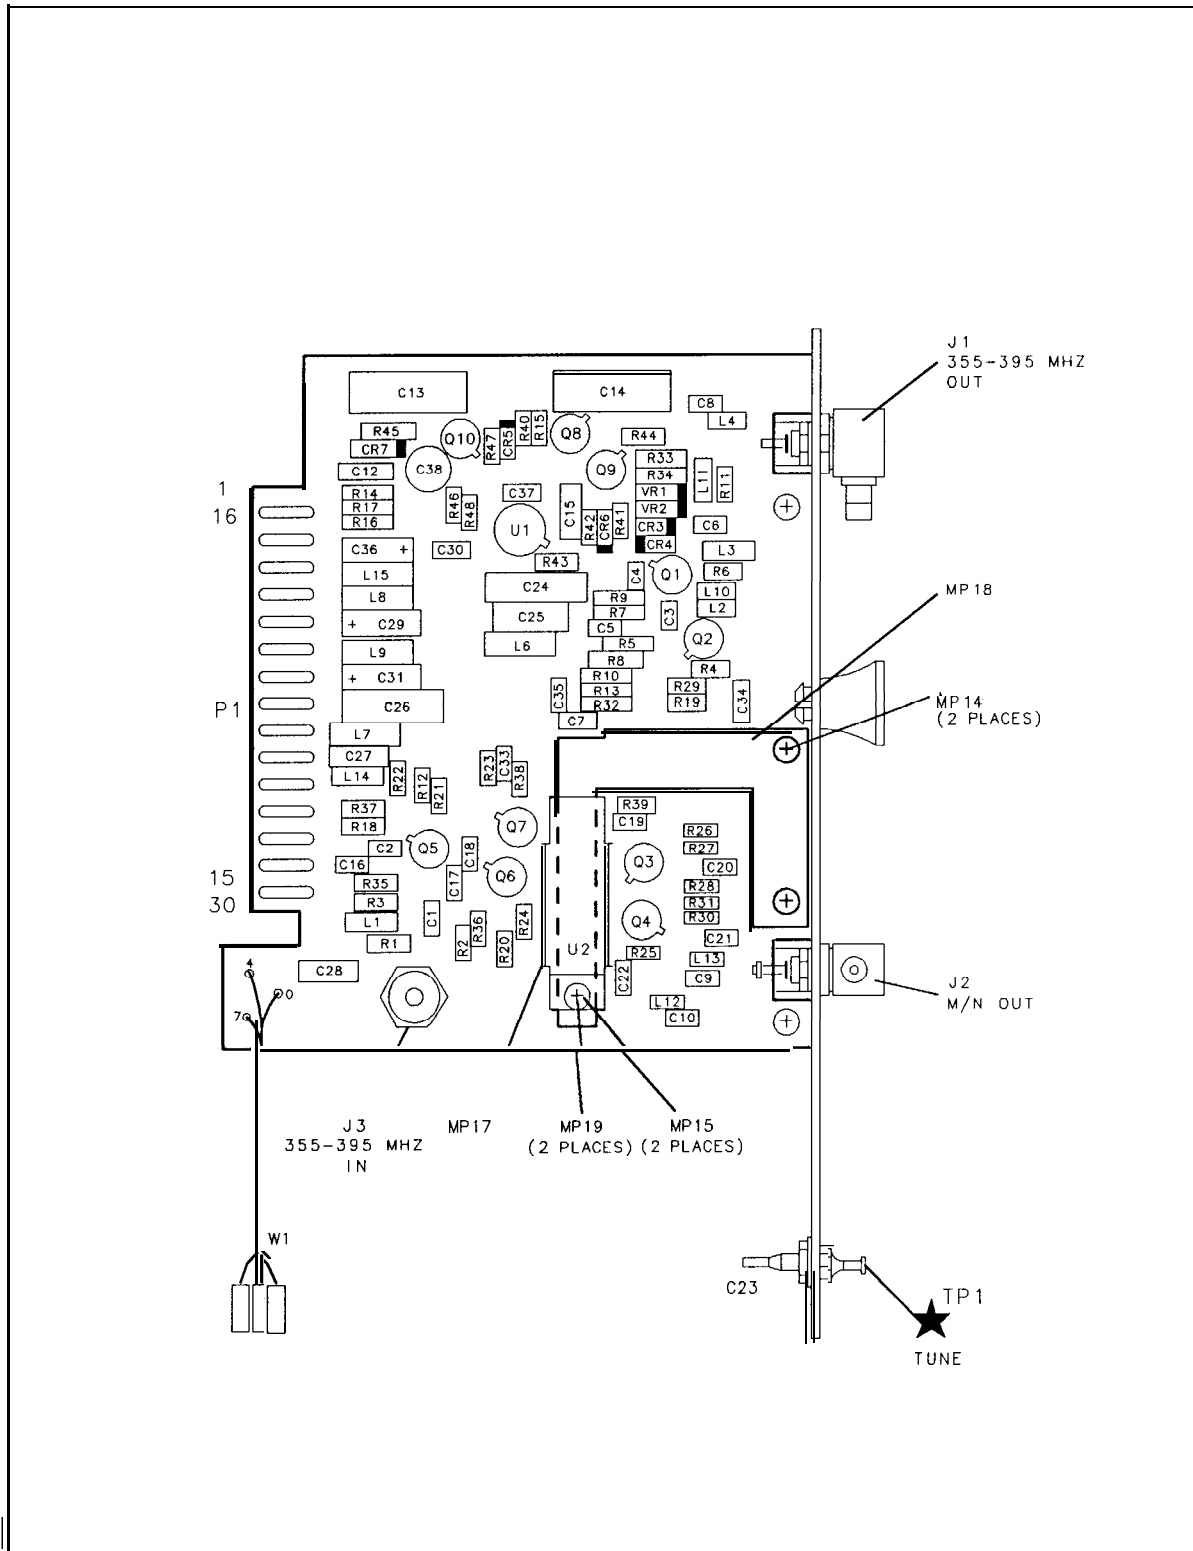 J1
355-395 MHZ
OUT
C13
C14
C8
L4
R45
CR7
Q10
R47
CR5
R40
R15
Q8
R44
C12
C38
Q9
R33
R34
L11
R11
1
16
R14
R17
R16
R46
R48
C37
C15
VR1
VR2
U1
R42
CR6
R41
CR3
CR4
C6
C36 +
C30
L3
R43
L15
C24
C4
Q1
R6
L8
R9
L10
+ C29
C25
R7
C3
L2
C5
L9
L6
R5
Q2
R8
R4
+ C31
R10
R29
C26
C35
R13
R19
C34
R32
P1
C7
MP18
MP14
(2 PLACES)
L7
C27
L14
R22
R12
R21
R23
C33
R38
R37
R18
R39
C19
Q7
R26
C2
Q5
C18
R27
C16
Q3
C20
15
30
R35
C17
Q6
R28
R3
R31
L1
C1
R36
R24
Q4
R30
R1
R2
R20
U2
R25
C21
L13
4
0
7
C28
C22
C9
L12
C10
J2
M/N OUT
J3
355-395 MHZ
IN
MP17
MP19
(2 PLACES)
MP15
(2 PLACES)
W1
C23
TP1
TUNE